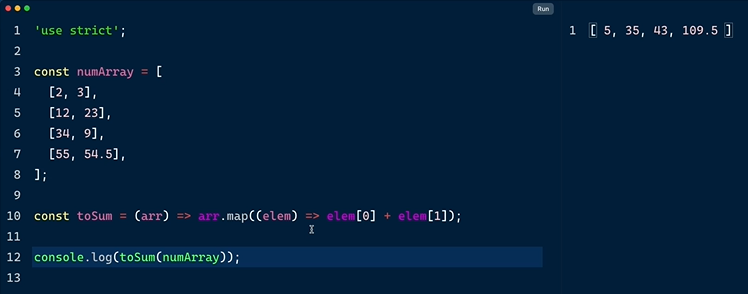 Run
1 'use strict';
2
3 const numArray = [
4 [2, 3],
5 [12, 23],
6 [34, 9],
7 [55, 54.5],
8 ];
9
10 const toSum = (arr) => arr.map((elem) => elem[0] + elem[1]);
11
12 console.log(toSum(numArray));
13
1 [ 5, 35, 43, 109.5 ]